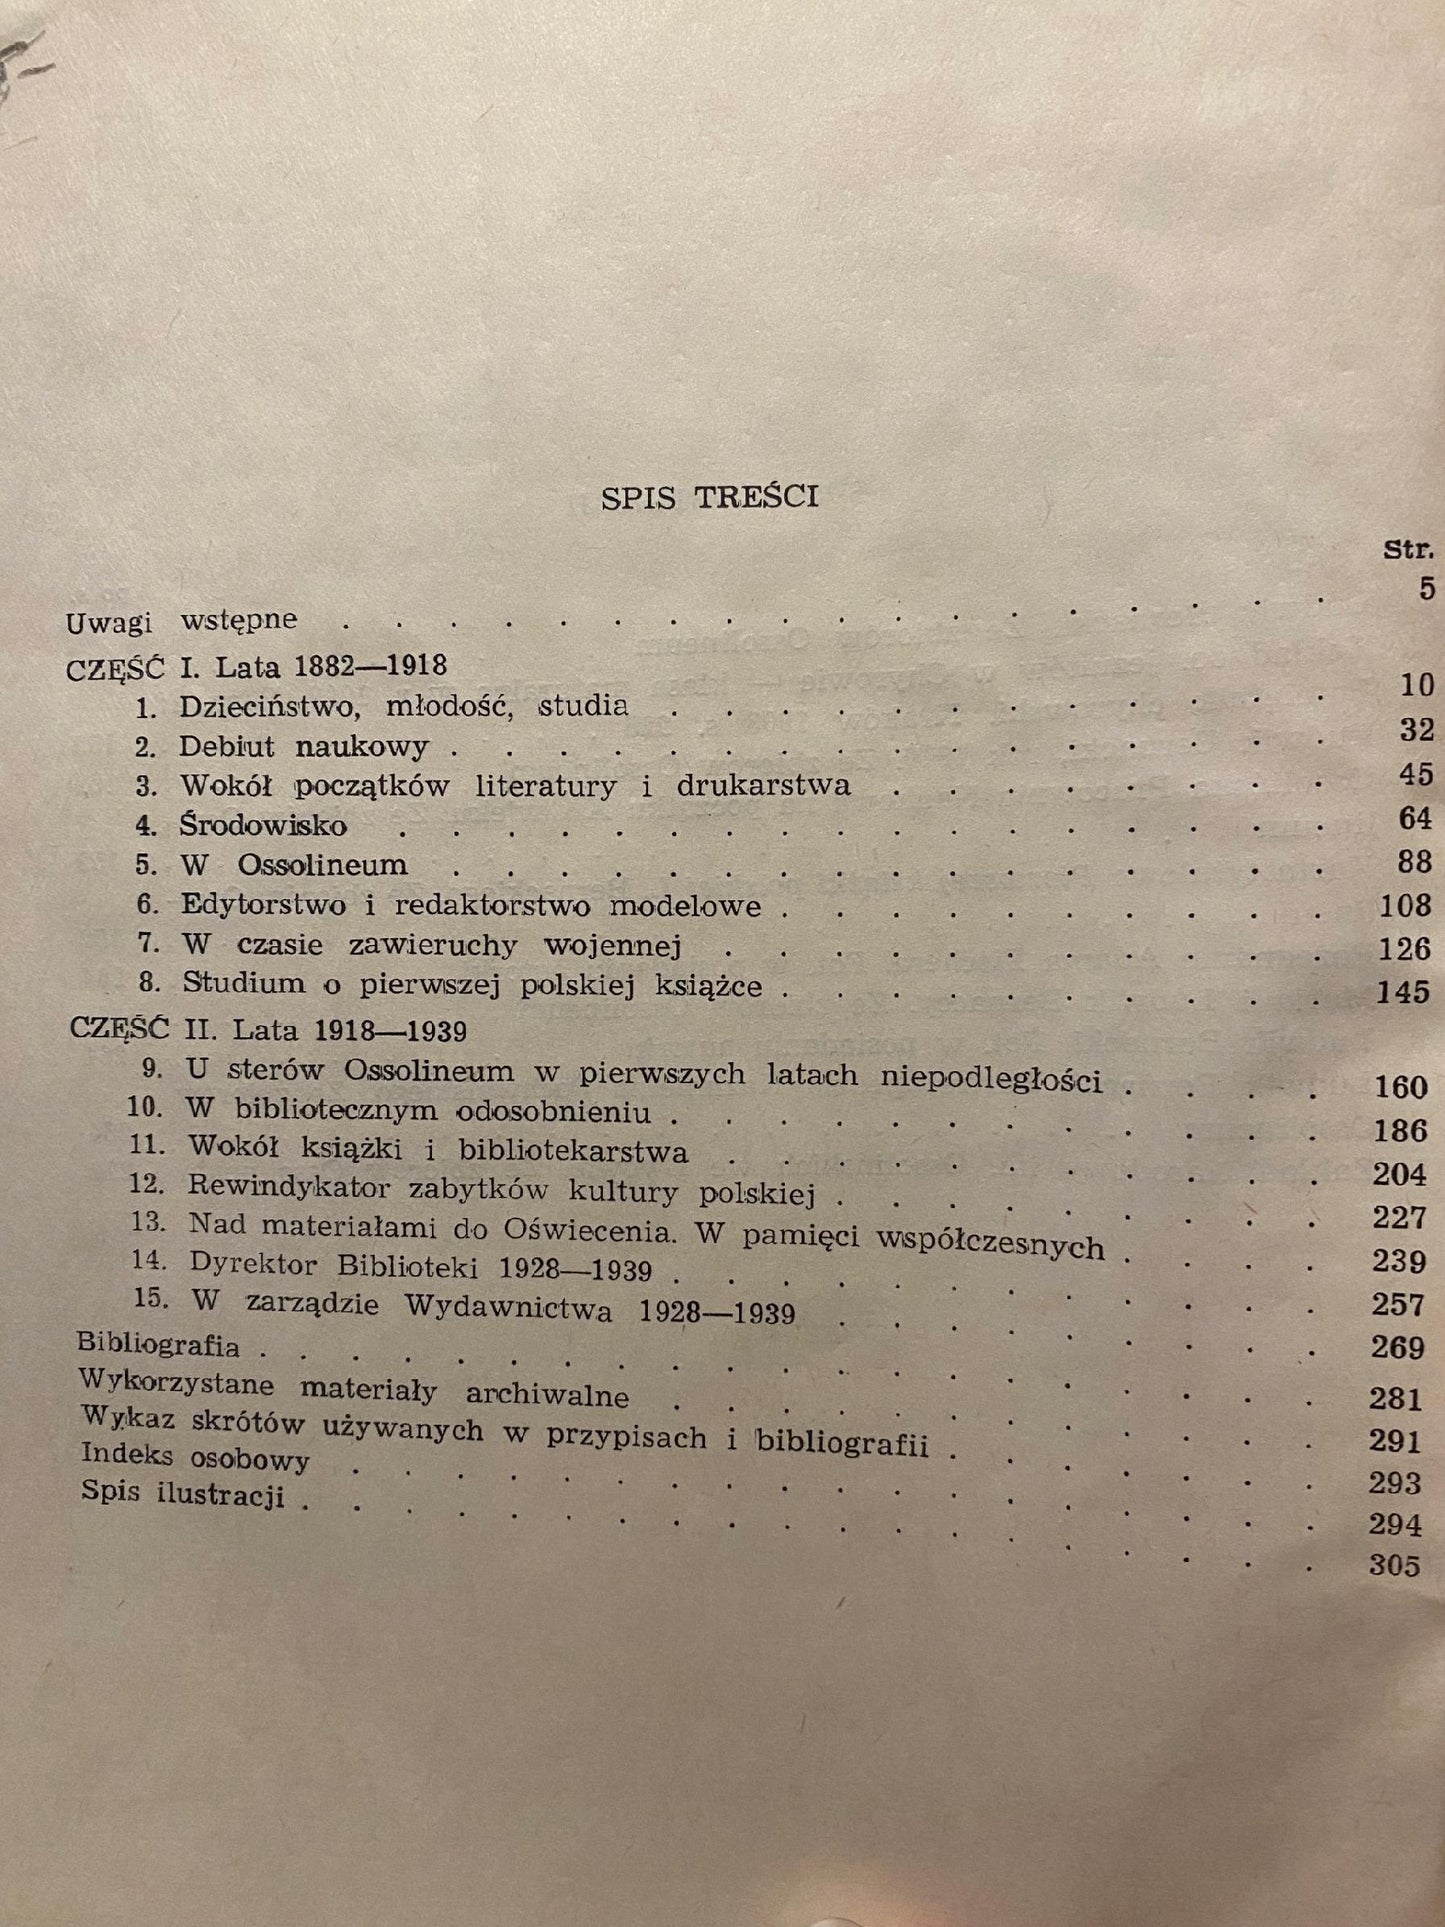 SPIS TREŚCI
Str.
Uwagi wstępne . . . . . . . . . . . . . . . . . 5
CZĘŚĆ I. Lata 1882—1918
1. Dzieciństwo, młodość, studia . . . . . . . . . . . . 10
2. Debiut naukowy . . . . . . . . . . . . . . . . 32
3. Wokół początków literatury i drukarstwa . . . . . . . . 45
4. Środowisko . . . . . . . . . . . . . . . . . 64
5. W Ossolineum . . . . . . . . . . . . . . . . 88
6. Edytorstwo i redaktorstwo modelowe . . . . . . . . . . 108
7. W czasie zawieruchy wojennej . . . . . . . . . . . 126
8. Studium o pierwszej polskiej książce . . . . . . . . . . 145
CZĘŚĆ II. Lata 1918—1939
9. U sterów Ossolineum w pierwszych latach niepodległości . . . . 160
10. W bibliotecznym odosobnieniu . . . . . . . . . . . . 186
11. Wokół książki i bibliotekarstwa . . . . . . . . . . . 204
12. Rewindykator zabytków kultury polskiej . . . . . . . . . 227
13. Nad materiałami do Oświecenia. W pamięci współczesnych . . . . 239
14. Dyrektor Biblioteki 1928—1939 . . . . . . . . . . . . 257
15. W zarządzie Wydawnictwa 1928—1939 . . . . . . . . . 269
Bibliografia . . . . . . . . . . . . . . . . . . . 281
Wykorzystane materiały archiwalne . . . . . . . . . . . . 291
Wykaz skrótów używanych w przypisach i bibliografii . . . . . . . 293
Indeks osobowy . . . . . . . . . . . . . . . . . 294
Spis ilustracji . . . . . . . . . . . . . . . . . . 305